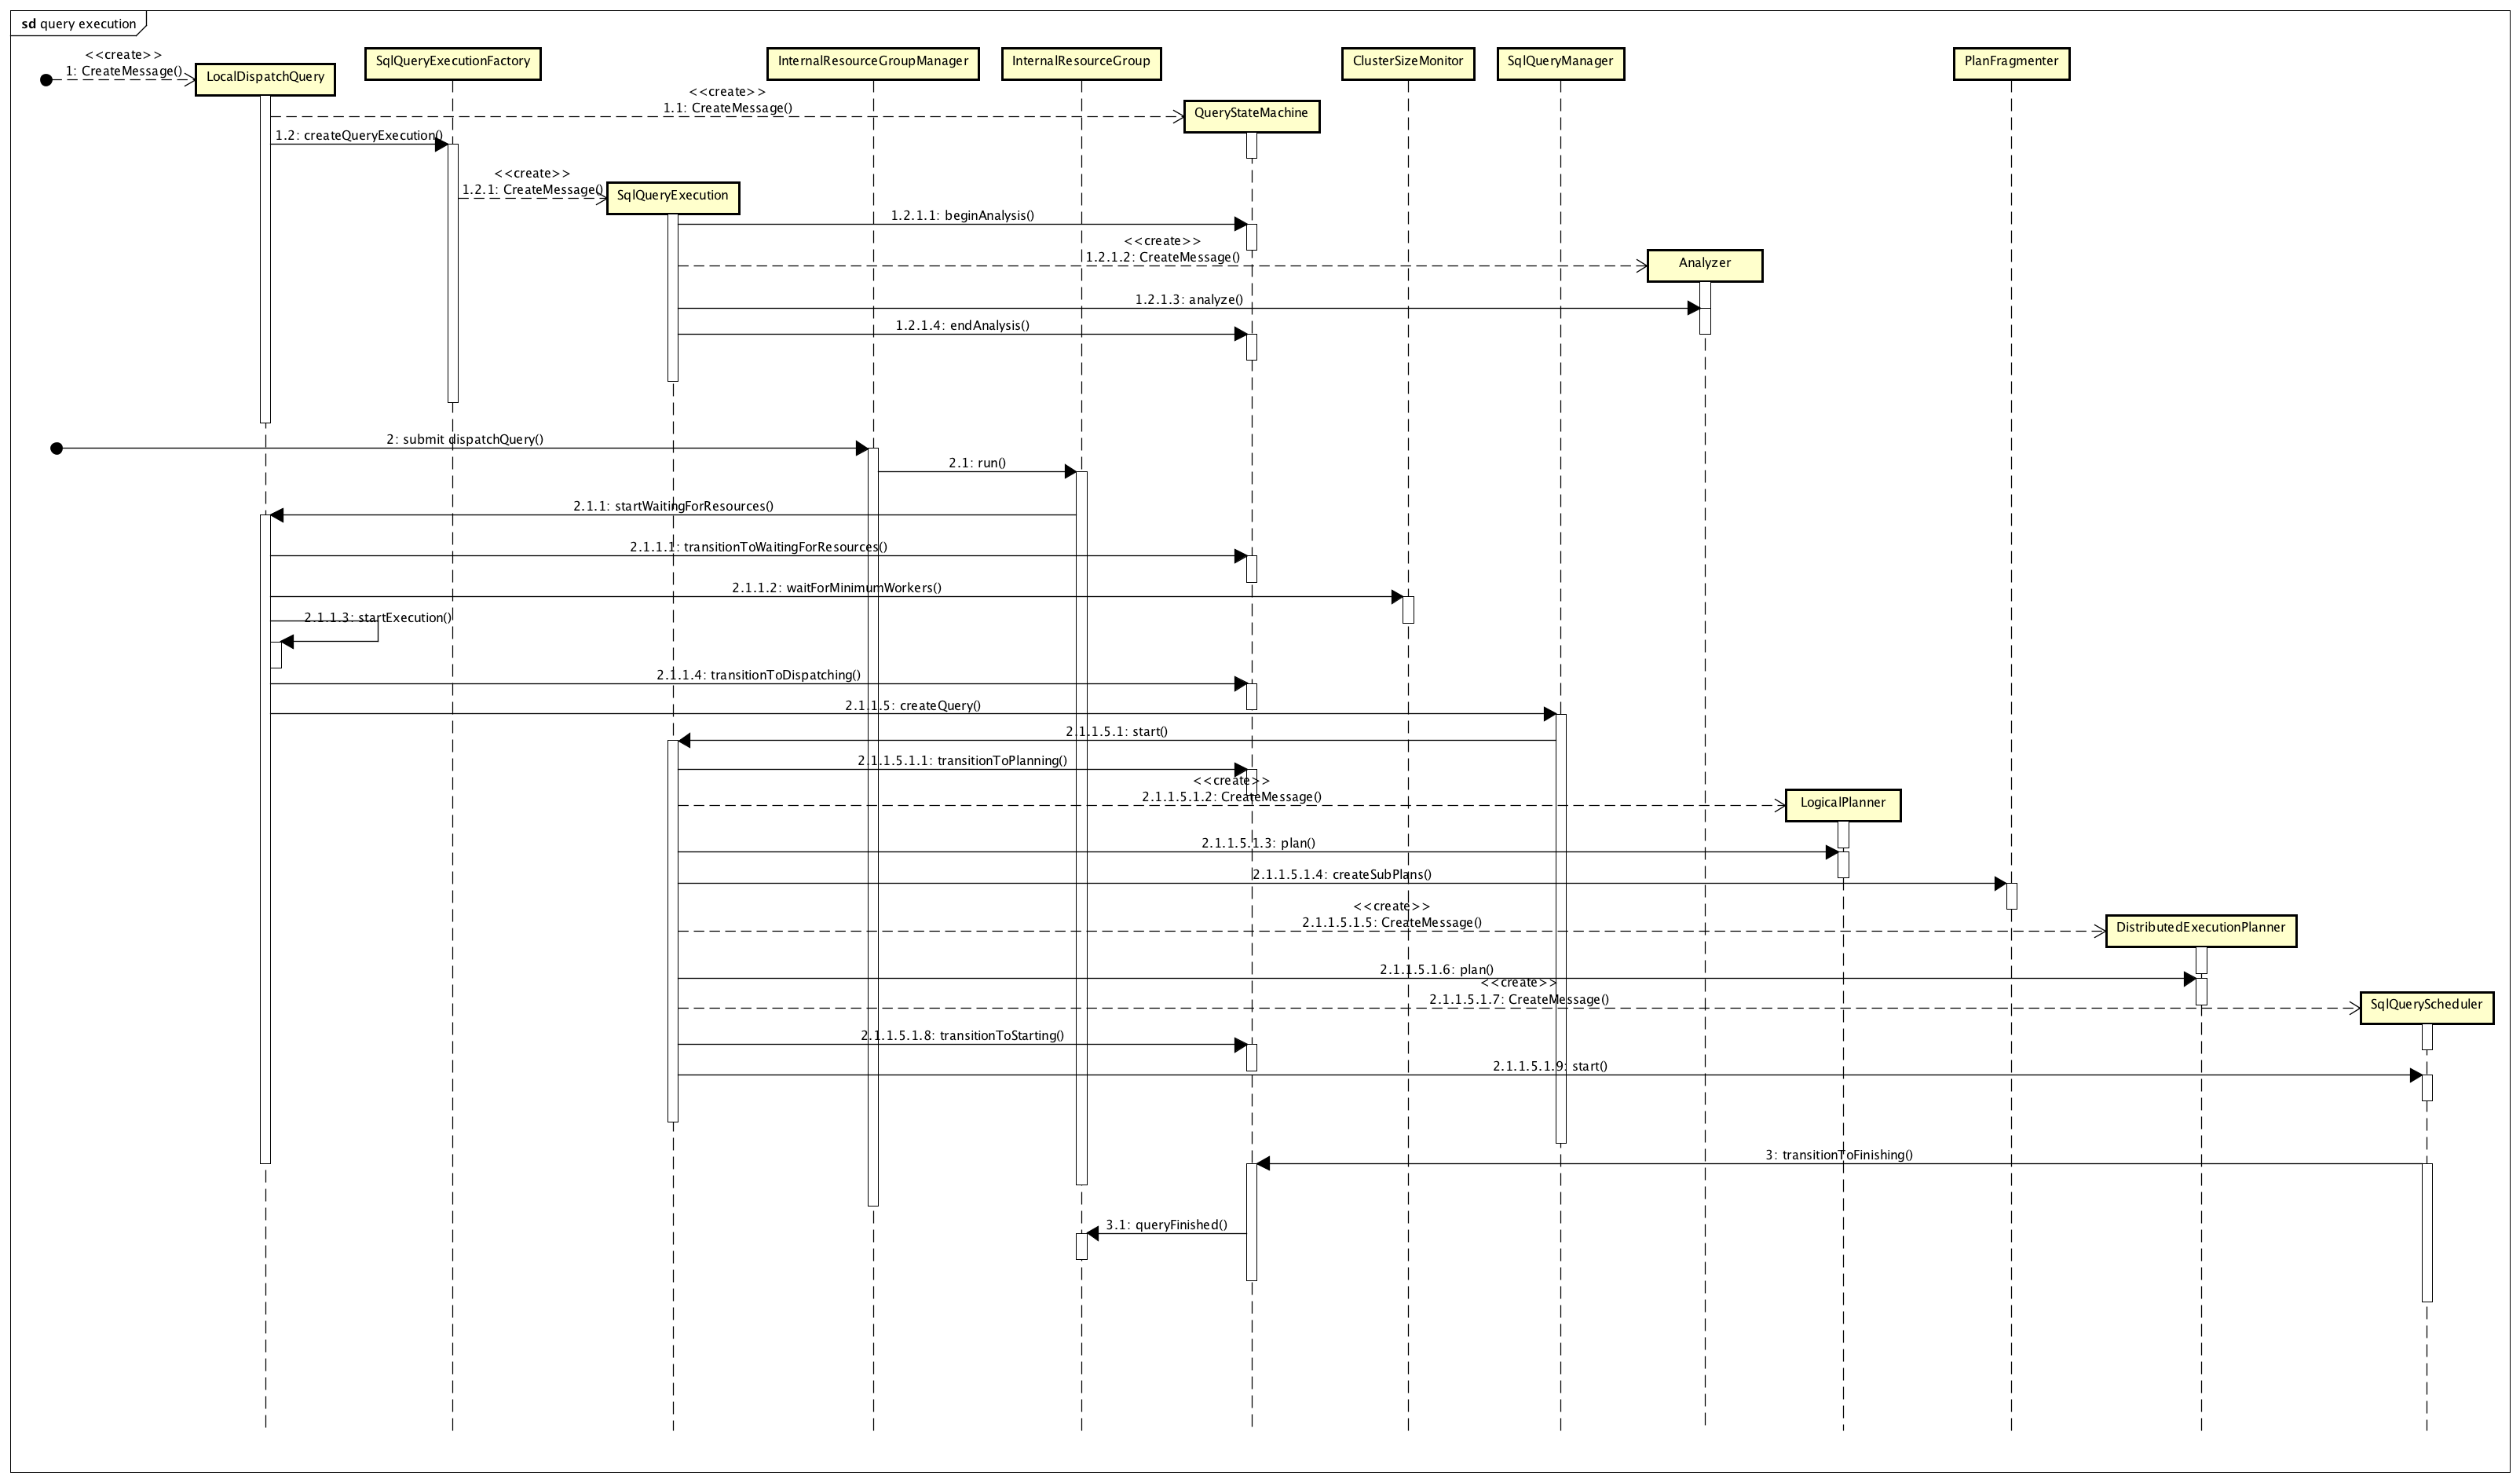 sd query execution
<<create>>
1: CreateMessage()
LocalDispatchQuery
SqlQueryExecutionFactory
InternalResourceGroupManager
InternalResourceGroup
ClusterSizeMonitor
SqlQueryManager
PlanFragmenter
<<create>>
1.1: CreateMessage()
QueryStateMachine
1.2: createQueryExecution()
<<create>>
1.2.1: CreateMessage()
SqlQueryExecution
1.2.1.1: beginAnalysis()
<<create>>
1.2.1.2: CreateMessage()
Analyzer
1.2.1.3: analyze()
1.2.1.4: endAnalysis()
2: submit dispatchQuery()
2.1: run()
2.1.1: startWaitingForResources()
2.1.1.1: transitionToWaitingForResources()
2.1.1.2: waitForMinimumWorkers()
2.1.1.3: startExecution()
2.1.1.4: transitionToDispatching()
2.1.1.5: createQuery()
2.1.1.5.1: start()
2.1.1.5.1.1: transitionToPlanning()
<<create>>
2.1.1.5.1.2: CreateMessage()
LogicalPlanner
2.1.1.5.1.3: plan()
2.1.1.5.1.4: createSubPlans()
<<create>>
2.1.1.5.1.5: CreateMessage()
DistributedExecutionPlanner
2.1.1.5.1.6: plan()
<<create>>
2.1.1.5.1.7: CreateMessage()
SqlQueryScheduler
2.1.1.5.1.8: transitionToStarting()
2.1.1.5.1.9: start()
3: transitionToFinishing()
3.1: queryFinished()